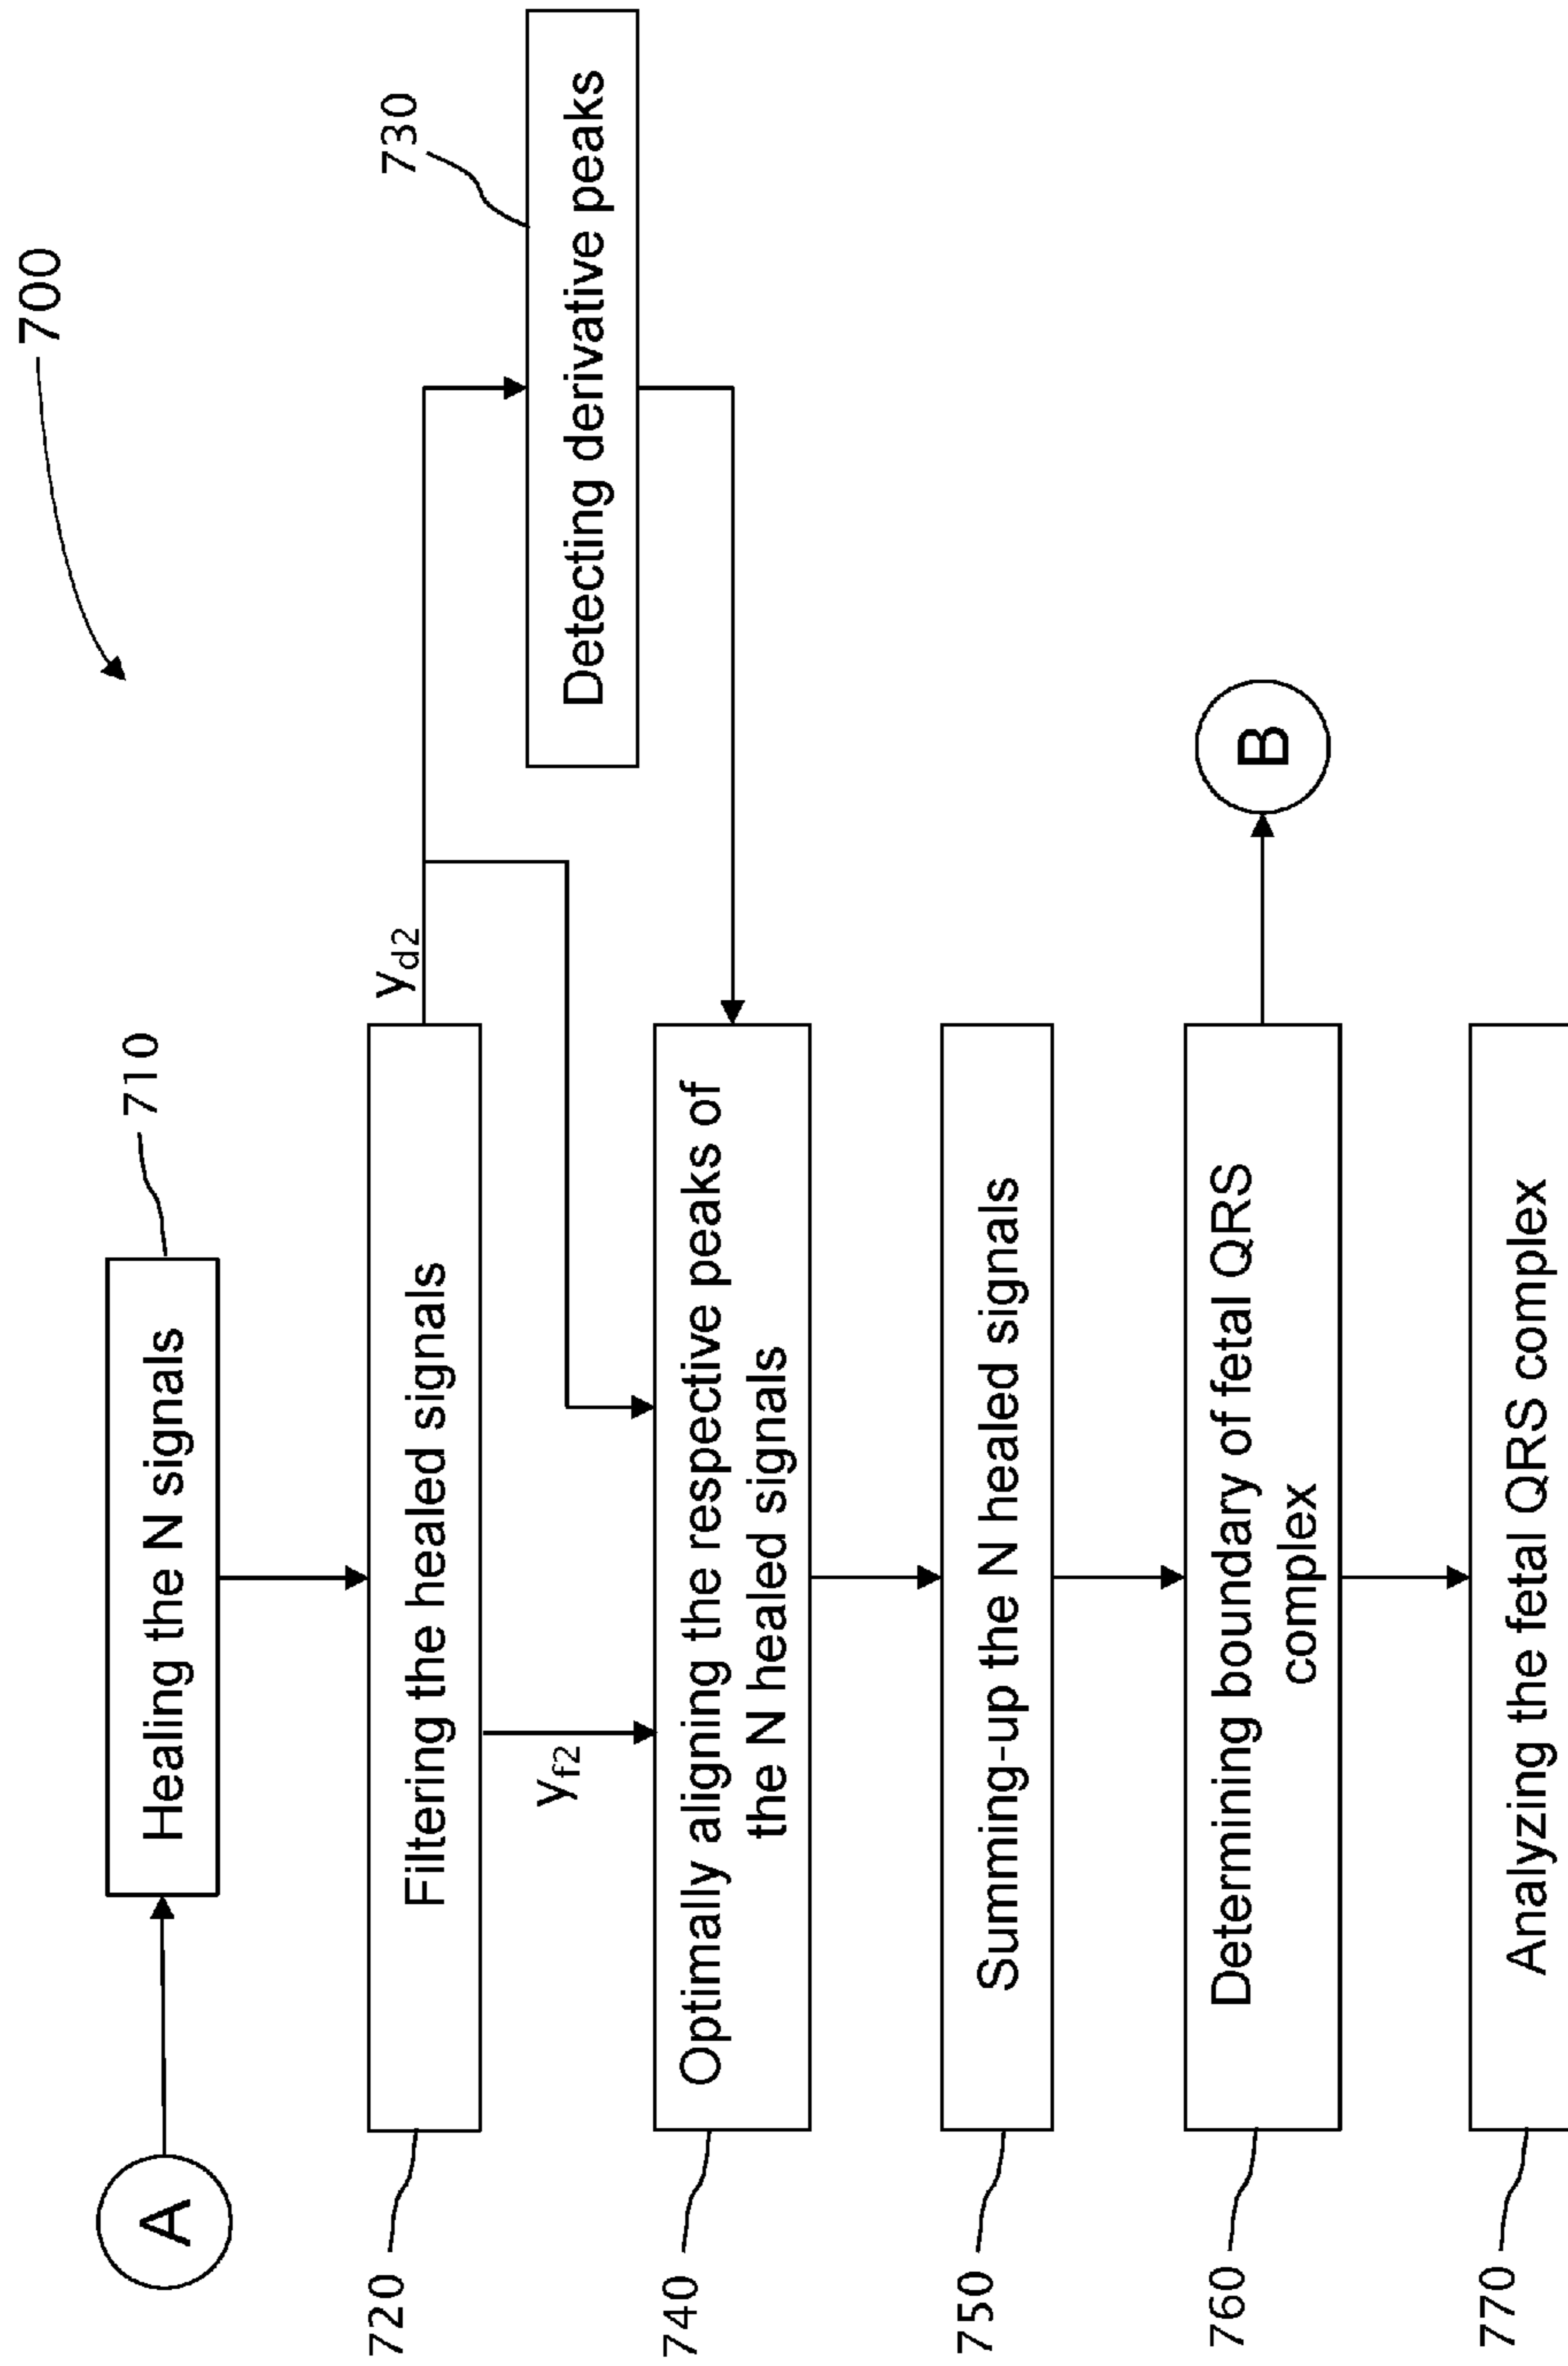 700
A
Healing the N signals
710
720
Filtering the healed signals
yd2
730
Detecting derivative peaks
yf2
740
Optimally aligning the respective peaks of
the N healed signals
750
Summing-up the N healed signals
760
Determining boundary of fetal QRS
complex
B
770
Analyzing the fetal QRS complex